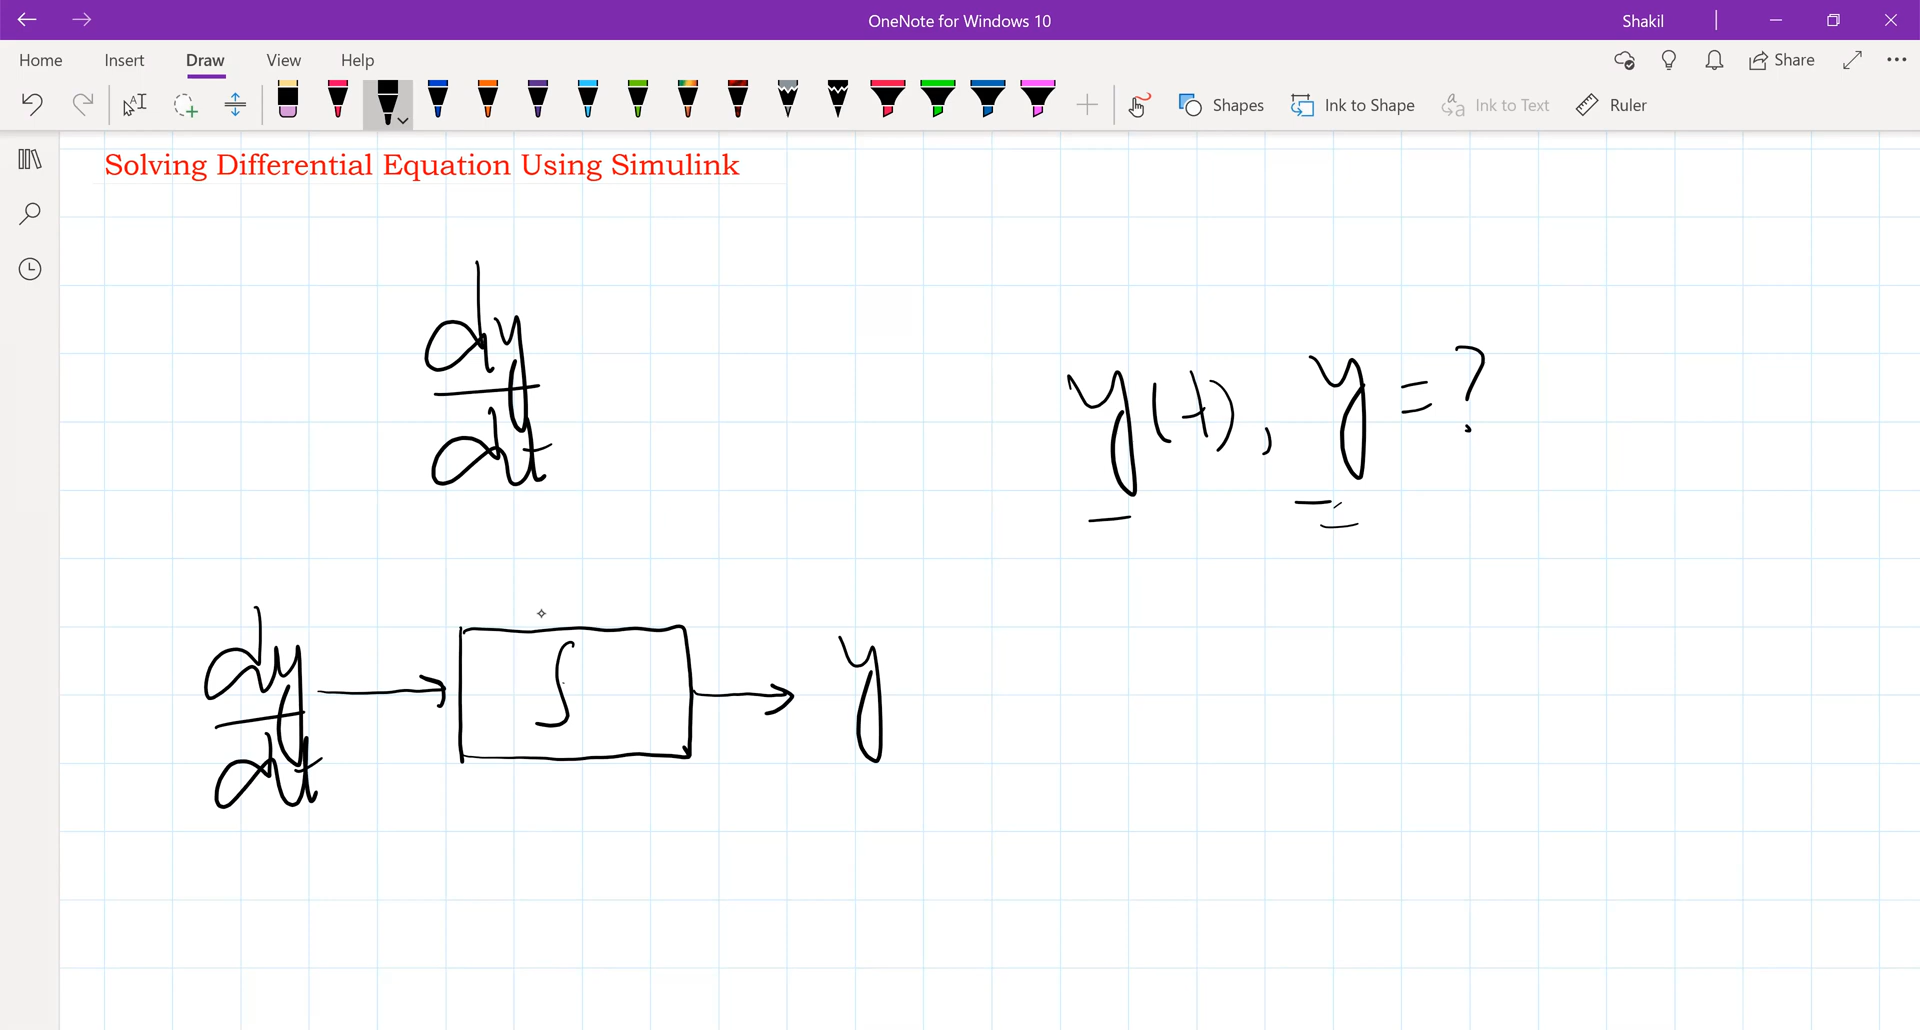 OneNote for Windows 10
Shakil
Home Insert Draw View Help
Share
Shapes Ink to Shape Ink to Text Ruler
Solving Differential Equation Using Simulink
dy
dt
y(t), y = ?
dy
dt
∫
y